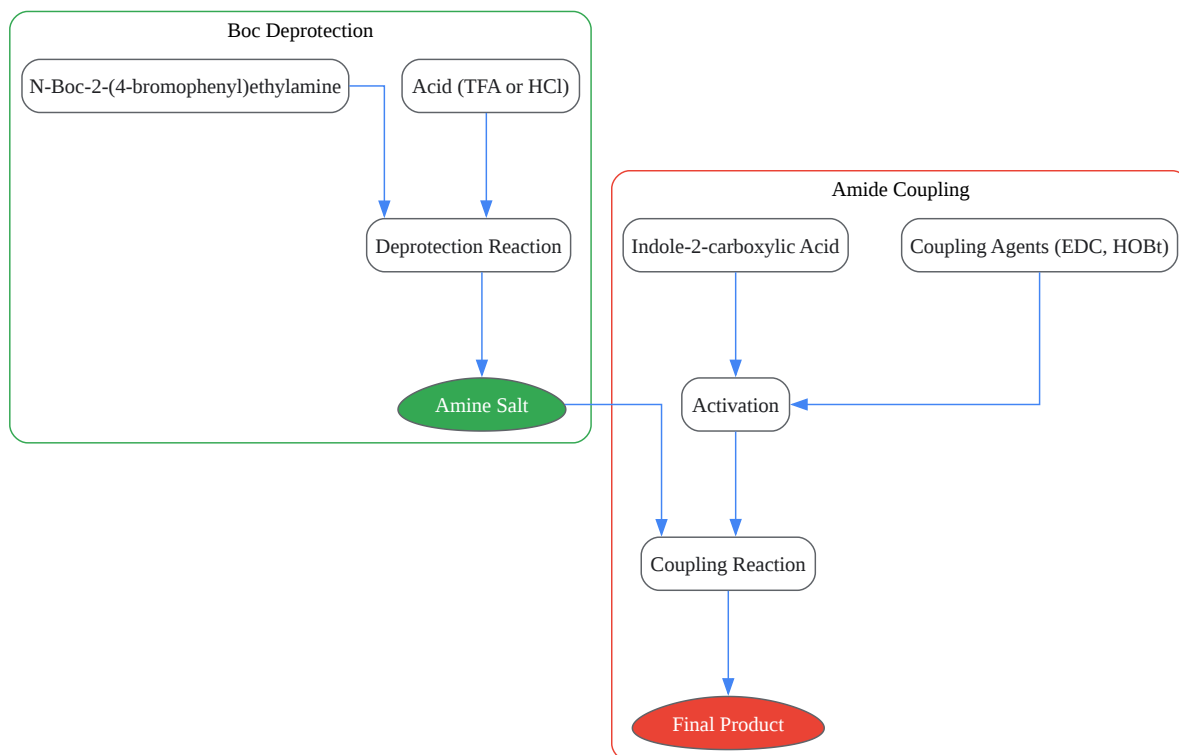 Boc Deprotection
N-Boc-2-(4-bromophenyl)ethylamine
Acid (TFA or HCl)
Deprotection Reaction
Amine Salt
Amide Coupling
Indole-2-carboxylic Acid
Coupling Agents (EDC, HOBt)
Activation
Coupling Reaction
Final Product